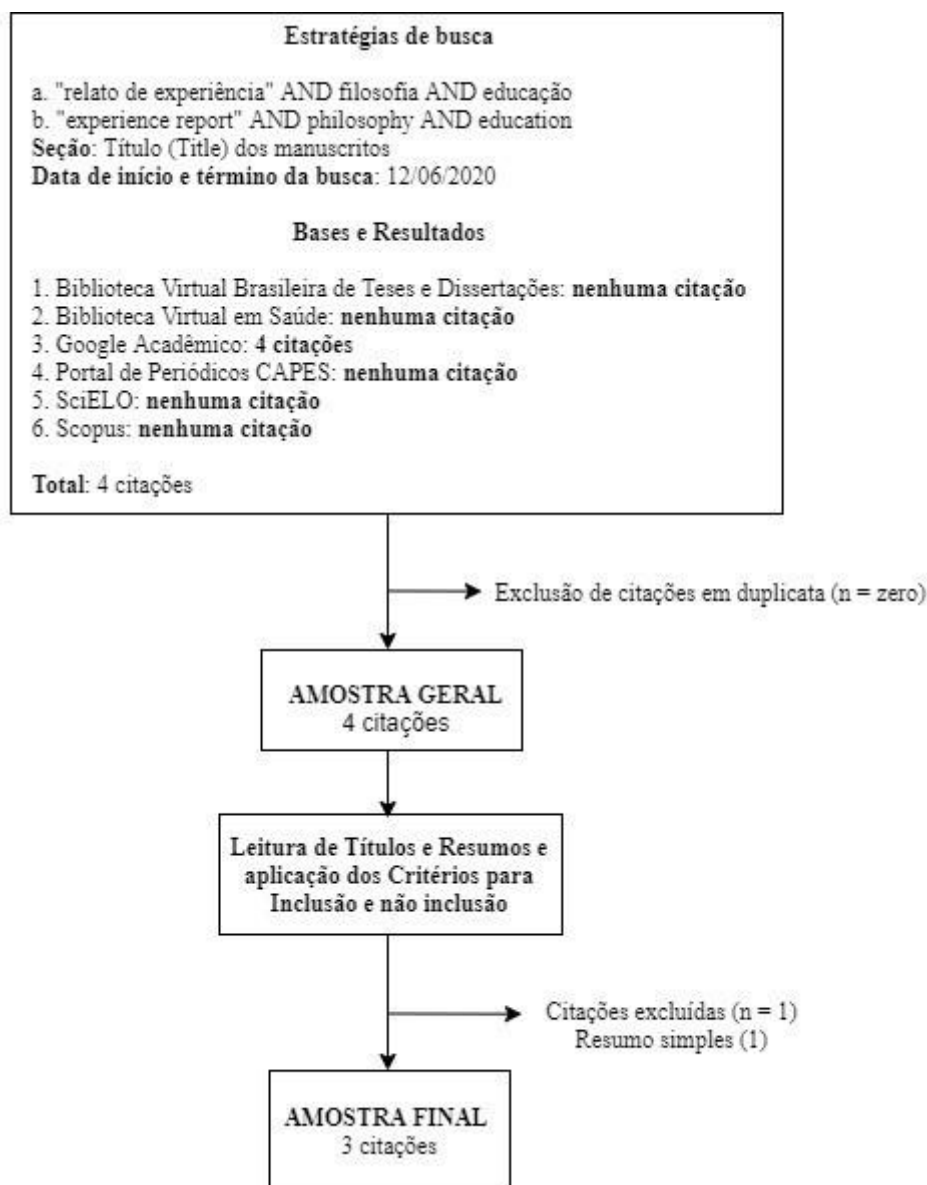 Estratégias de busca
a. "relato de experiência" AND filosofia AND educação
b. "experience report" AND philosophy AND education
Seção: Título (Title) dos manuscritos
Data de início e término da busca: 12/06/2020
Bases e Resultados
1. Biblioteca Virtual Brasileira de Teses e Dissertações: nenhuma citação
2. Biblioteca Virtual em Saúde: nenhuma citação
3. Google Acadêmico: 4 citações
4. Portal de Periódicos CAPES: nenhuma citação
5. SciELO: nenhuma citação
6. Scopus: nenhuma citação
Total: 4 citações
Exclusão de citações em duplicata (n = zero)
AMOSTRA GERAL
4 citações
Leitura de Títulos e Resumos e
aplicação dos Critérios para
Inclusão e não inclusão
Citações excluídas (n = 1)
Resumo simples (1)
AMOSTRA FINAL
3 citações